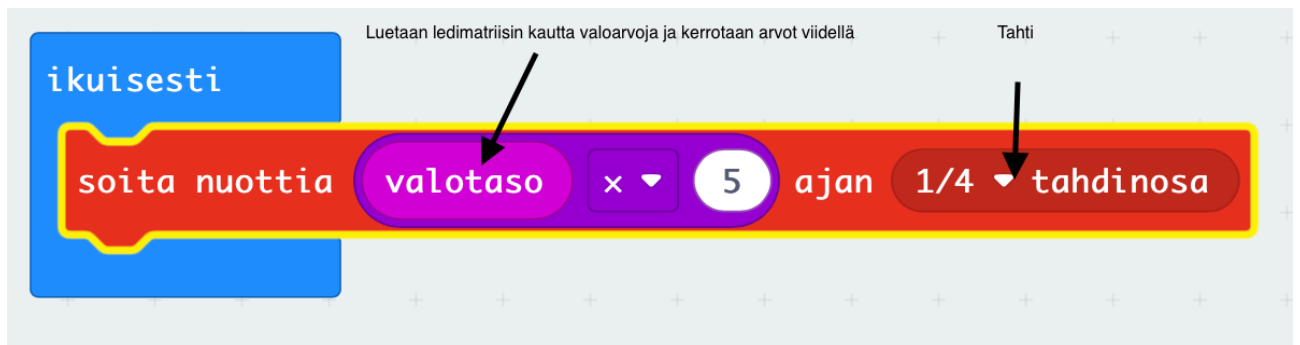 Luetaan ledimatriisin kautta valoarvoja ja kerrotaan arvot viidellä
Tahti
ikuisesti
soita nuottia valotaso × 5 ajan 1/4 tahdinosa